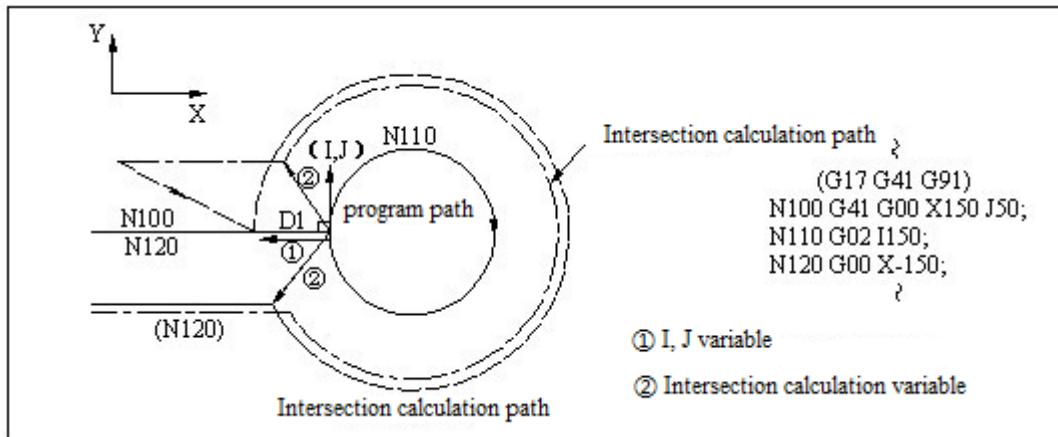 Y
X
N110
( I,J )
②
Intersection calculation path
(G17 G41 G91)
N100 G41 G00 X150 J50;
N110 G02 I150;
N120 G00 X-150;
program path
N100
D1
N120
①
②
(N120)
① I, J variable
② Intersection calculation variable
Intersection calculation path